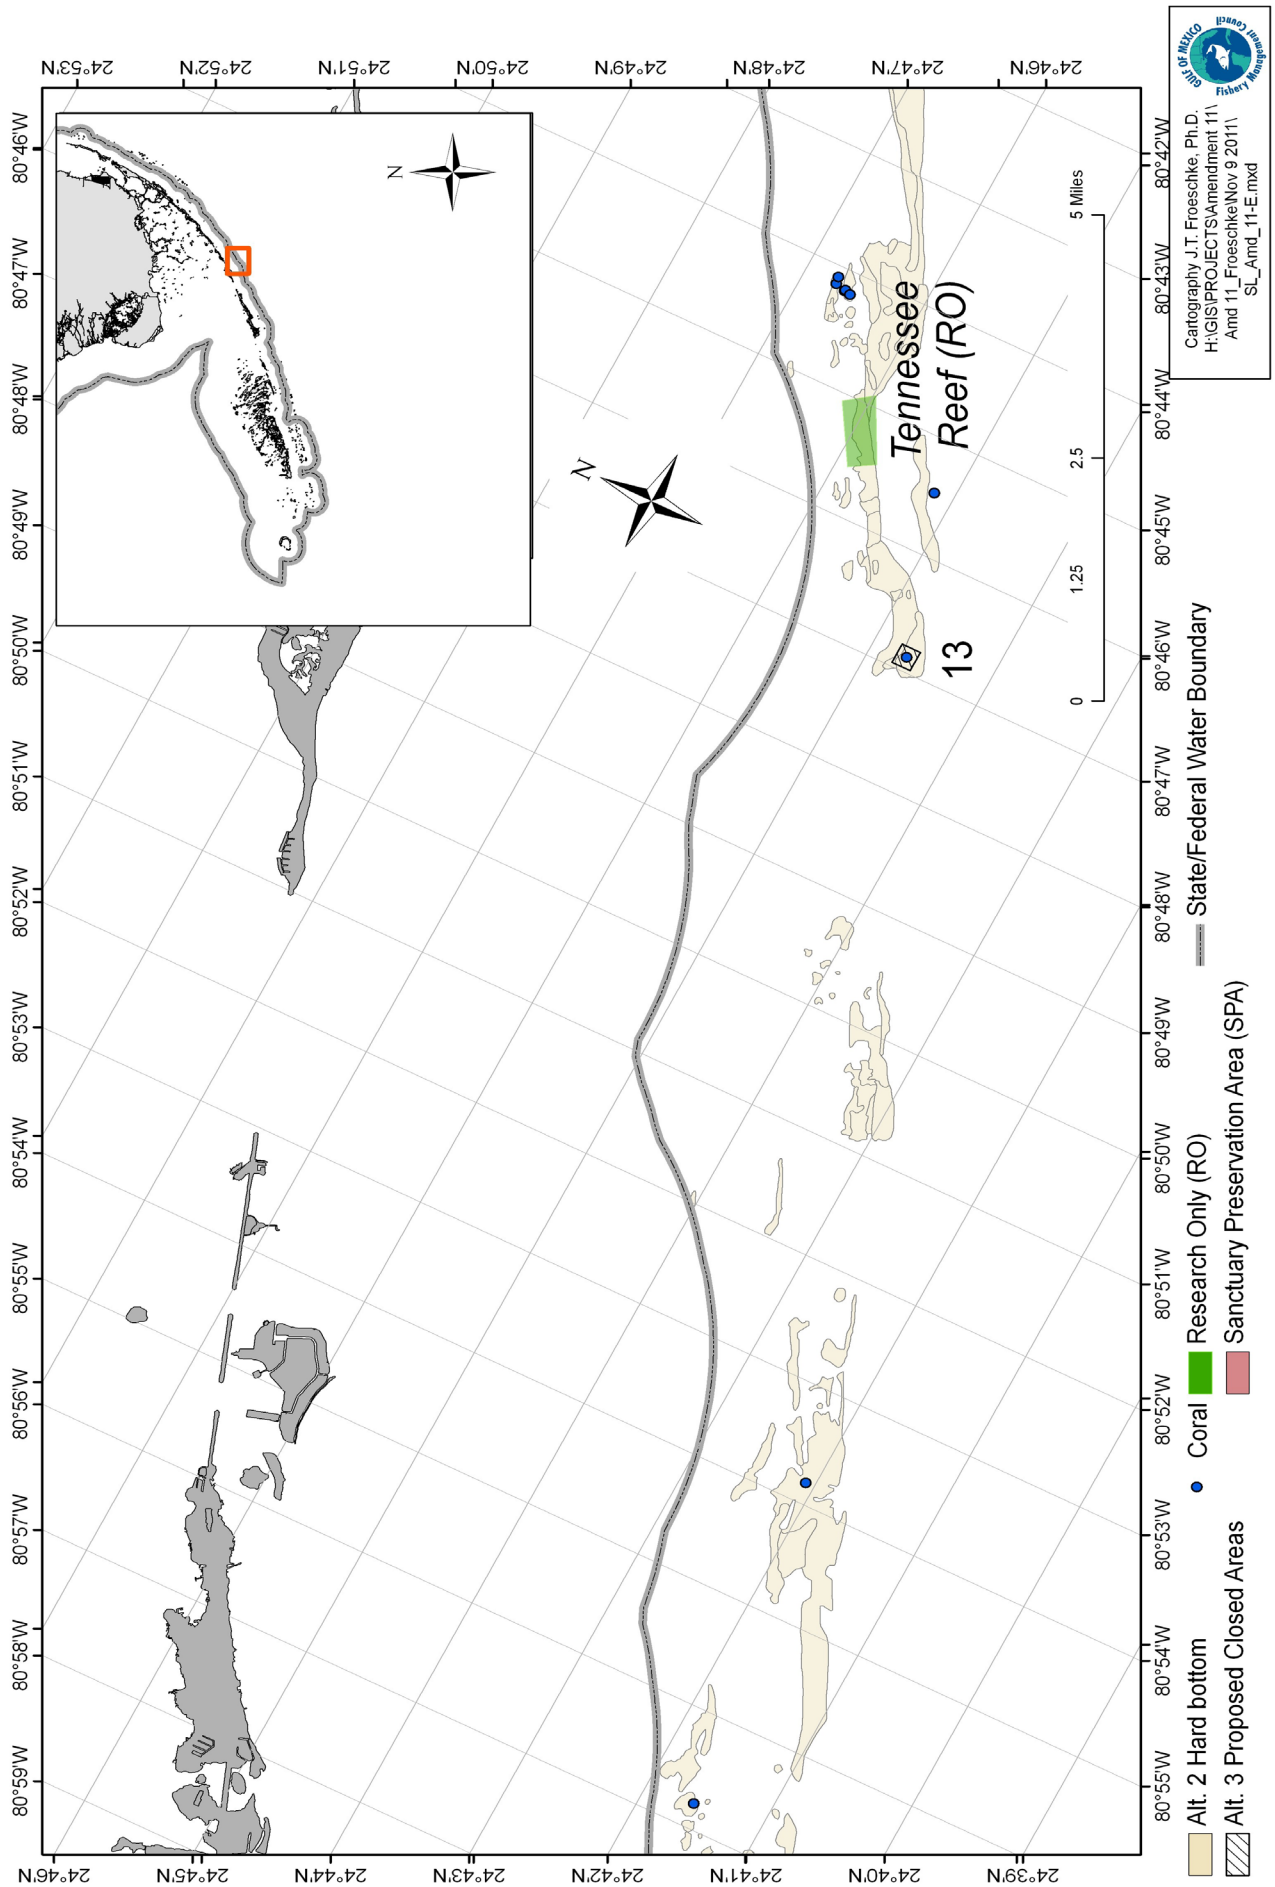 80°59'W
80°58'W
80°57'W
80°56'W
80°55'W
80°54'W
80°53'W
80°52'W
80°51'W
80°50'W
80°49'W
80°48'W
80°47'W
80°46'W
24°46'N
24°45'N
24°44'N
24°43'N
24°42'N
24°41'N
24°40'N
24°39'N
24°53'N
24°52'N
24°51'N
24°50'N
24°49'N
24°48'N
24°47'N
24°46'N
N
N
Tennessee
Reef (RO)
13
0
1.25
2.5
5 Miles
80°55'W
80°54'W
80°53'W
80°52'W
80°51'W
80°50'W
80°49'W
80°48'W
80°47'W
80°46'W
80°45'W
80°44'W
80°43'W
80°42'W
Alt. 2 Hard bottom
Coral
Research Only (RO)
State/Federal Water Boundary
Alt. 3 Proposed Closed Areas
Sanctuary Preservation Area (SPA)
Cartography J.T. Froeschke, Ph.D.
H:\GIS\PROJECTS\Amendment 11\
Amd 11_Froeschke\Nov 9 2011\
SL_Amd_11-E.mxd
GULF OF MEXICO
Fishery Management Council